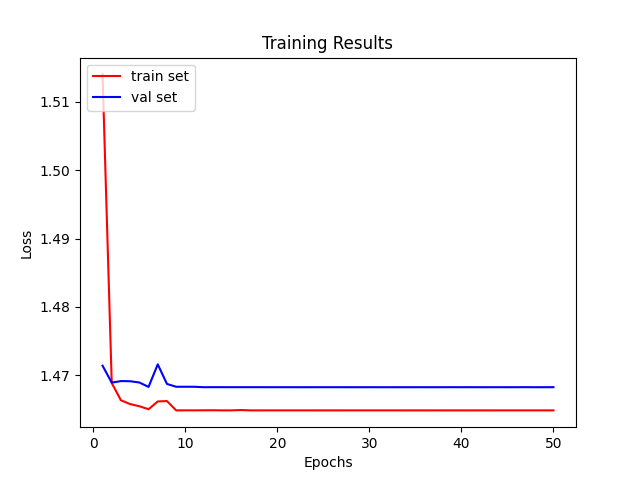 Training Results
train set
val set
1.51
1.50
1.49
1.48
1.47
Loss
0 10 20 30 40 50
Epochs